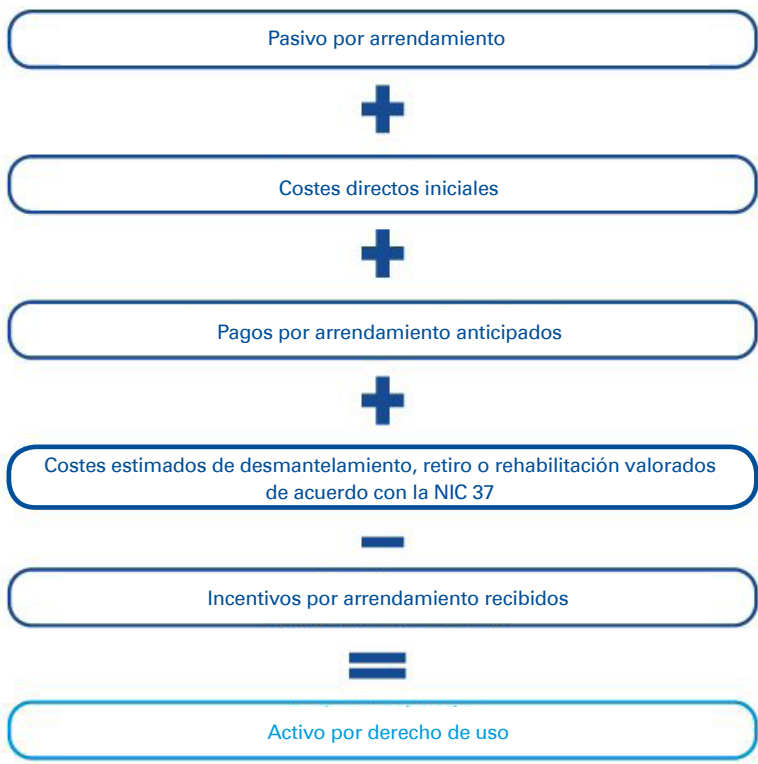 Pasivo por arrendamiento
+
Costes directos iniciales
+
Pagos por arrendamiento anticipados
+
Costes estimados de desmantelamiento, retiro o rehabilitación valorados
de acuerdo con la NIC 37
−
Incentivos por arrendamiento recibidos
=
Activo por derecho de uso